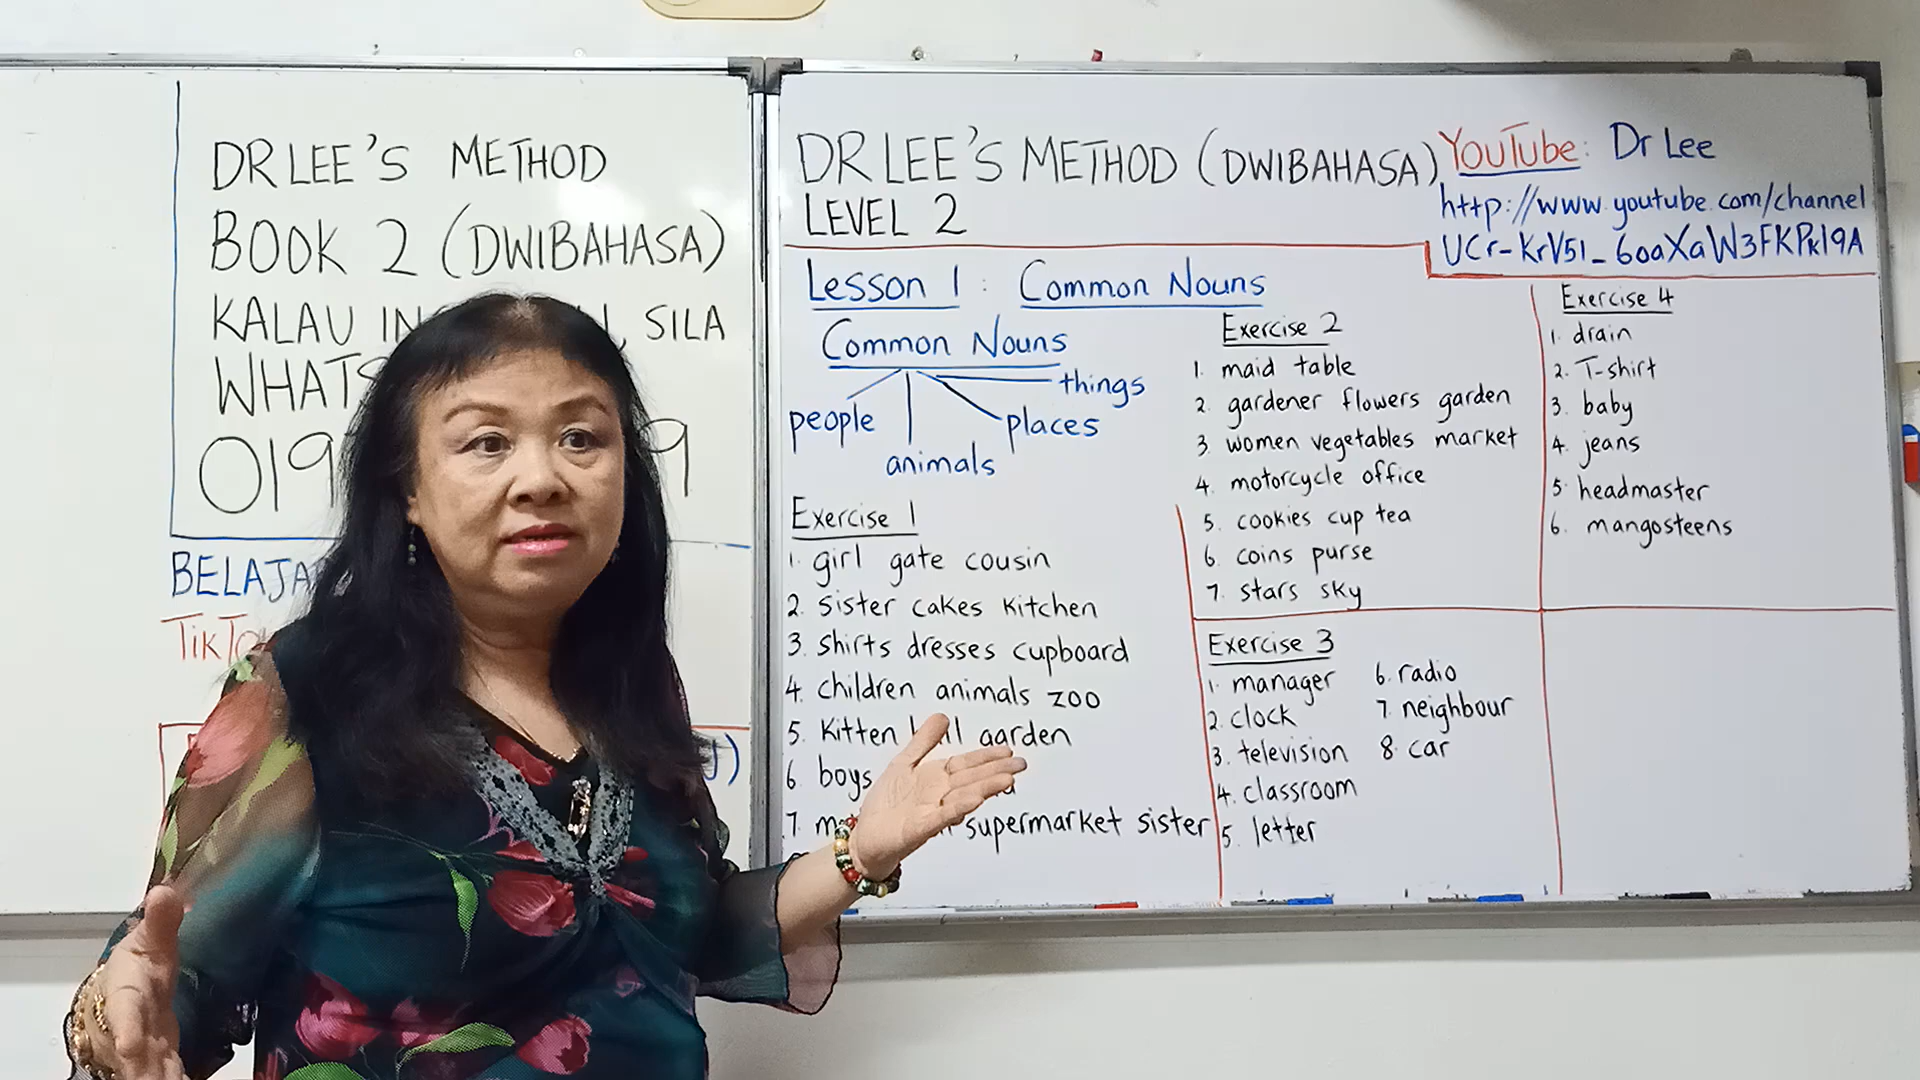 DR LEE'S METHOD
BOOK 2 (DWIBAHASA)
KALAU SILA
019 9
DR LEE'S METHOD (DWIBAHASA)
LEVEL 2
YouTube: Dr Lee
http://www.youtube.com/channel
UCr-KrV51_6oaXaW3FKPk19A
Lesson 1: Common Nouns
Common Nouns
people
animals
places
things
Exercise 1
1. girl gate cousin
2. sister cakes kitchen
3. shirts dresses cupboard
4. children animals zoo
5. kitten garden
6. boys
7. supermarket sister
Exercise 2
1. maid table
2. gardener flowers garden
3. women vegetables market
4. motorcycle office
5. cookies cup tea
6. coins purse
7. stars sky
Exercise 3
1. manager
2. clock
3. television
4. classroom
5. letter
6. radio
7. neighbour
8. car
Exercise 4
1. drain
2. T-shirt
3. baby
4. jeans
5. headmaster
6. mangosteens